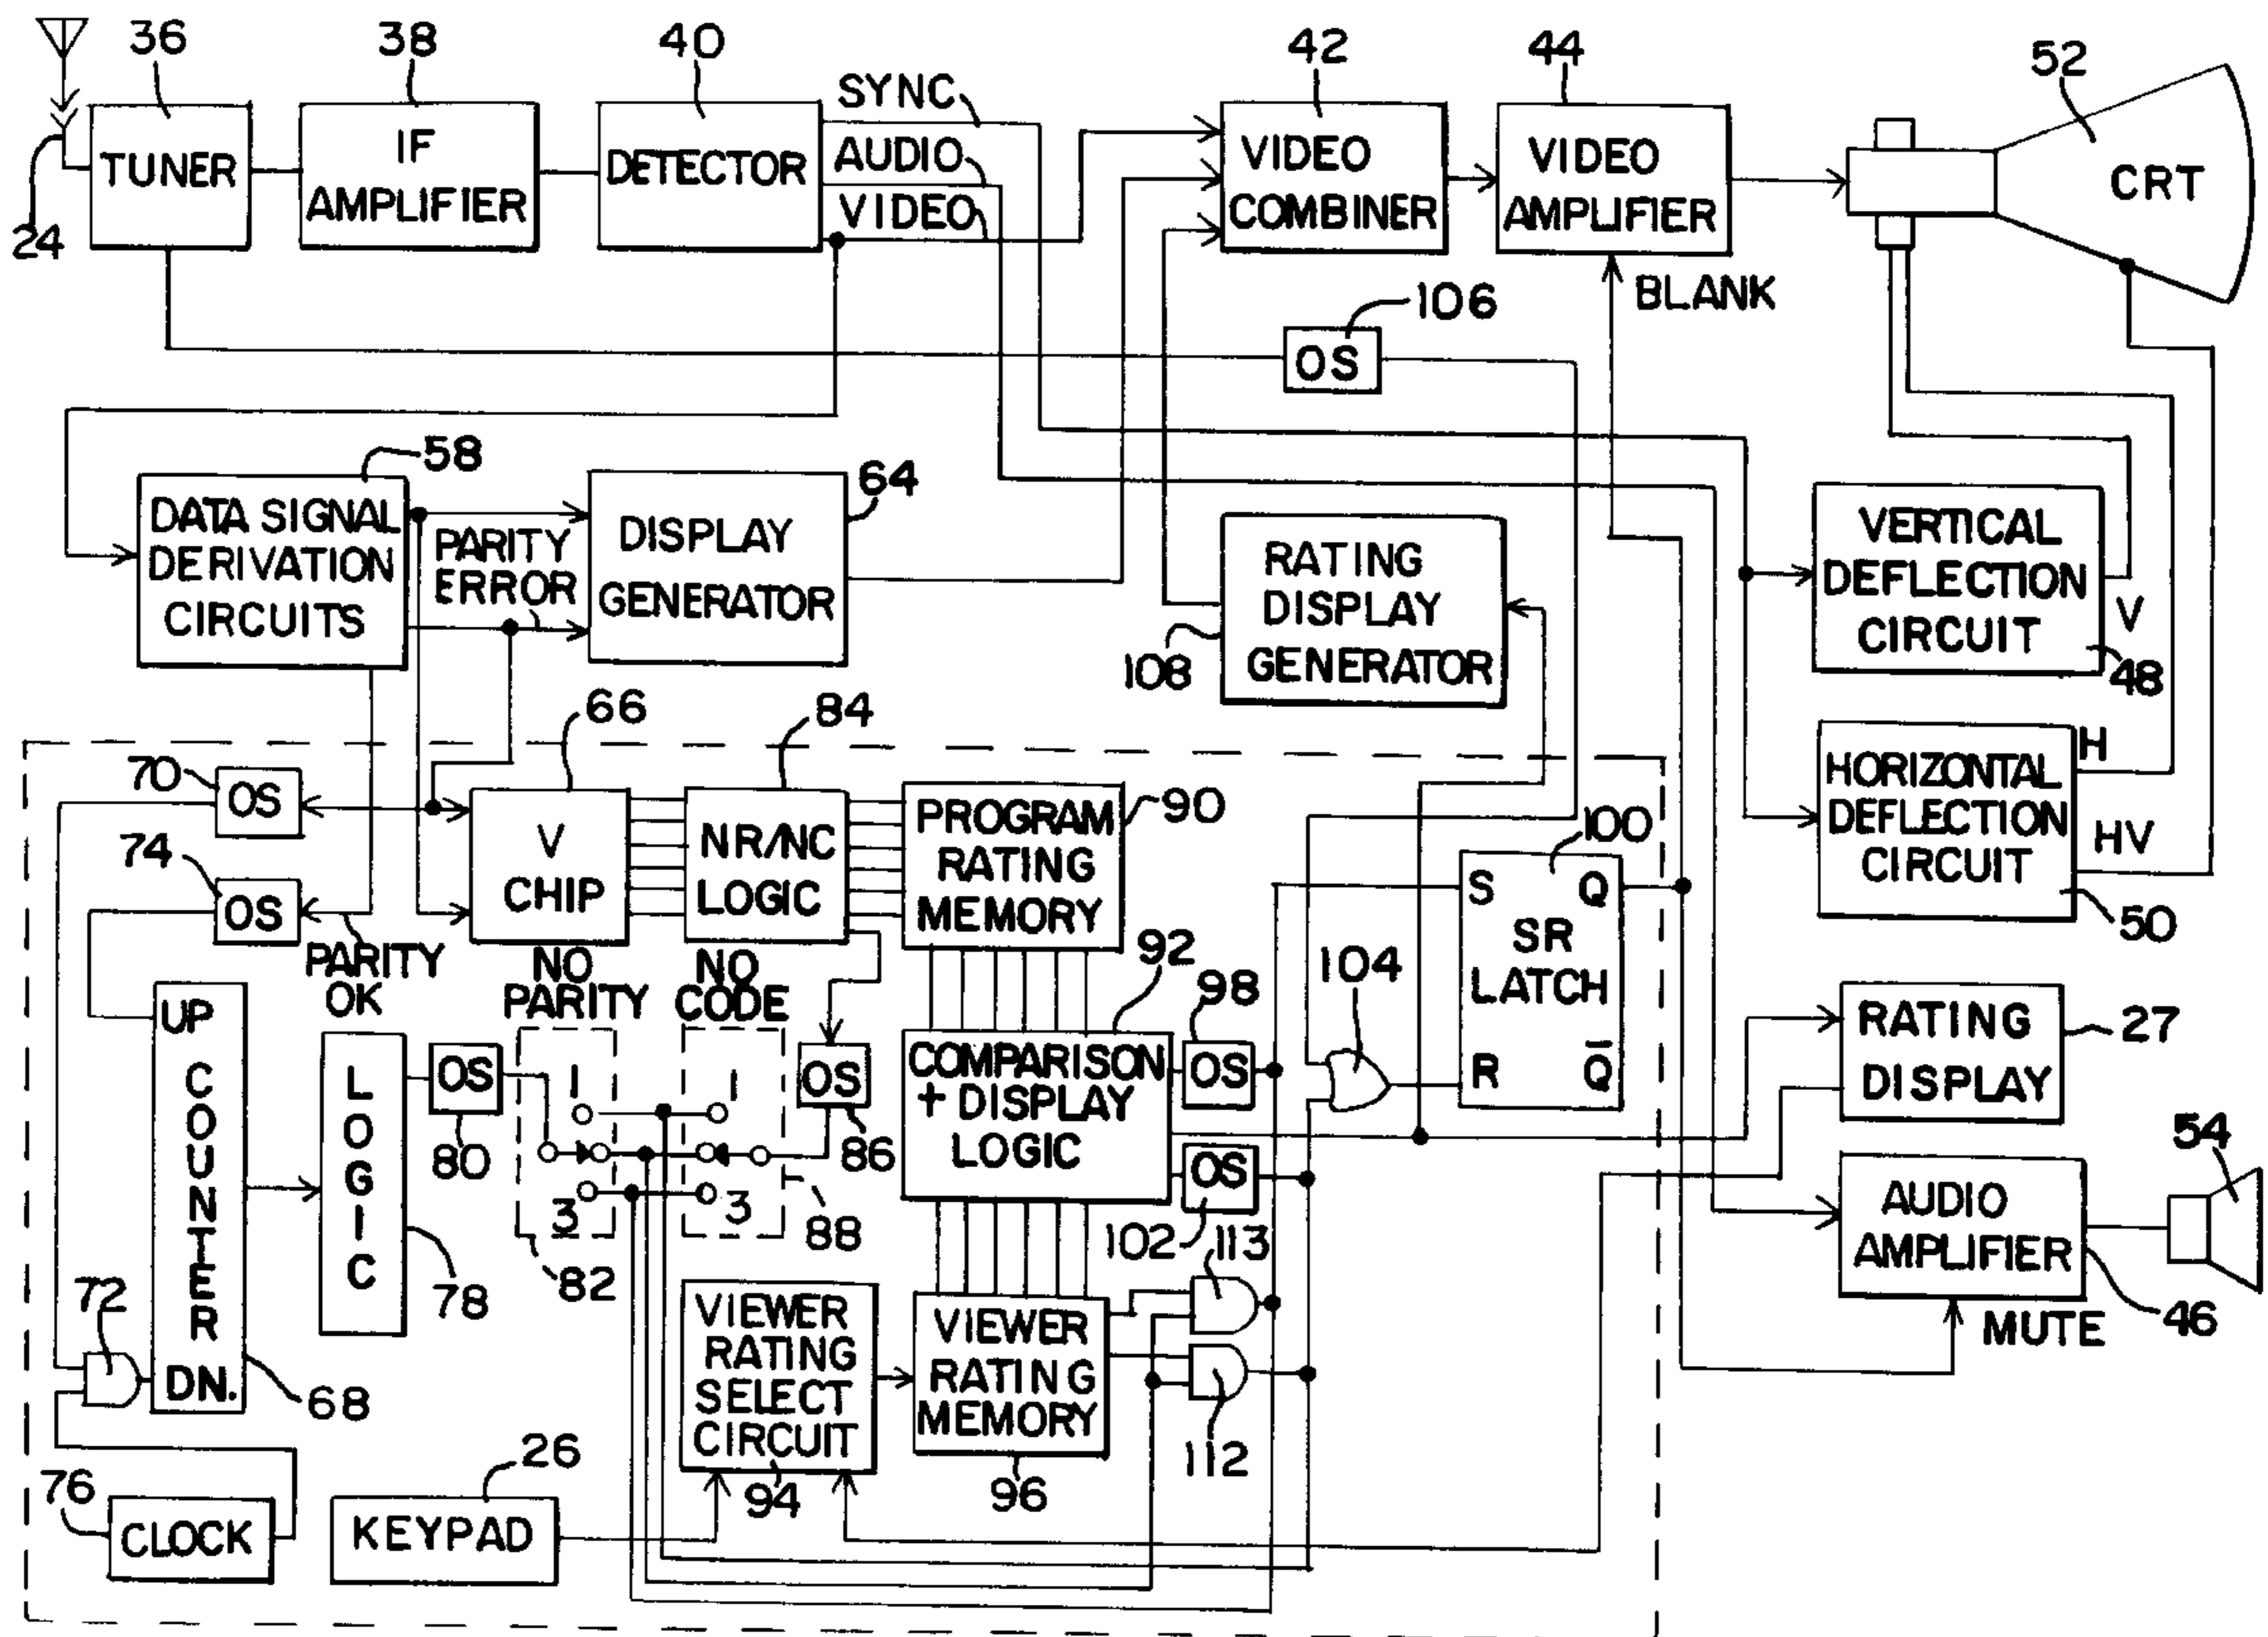 36
38
40
42
44
52
24
TUNER
IF
AMPLIFIER
DETECTOR
SYNC
AUDIO
VIDEO
VIDEO
COMBINER
VIDEO
AMPLIFIER
CRT
BLANK
106
OS
58
DATA SIGNAL
DERIVATION
CIRCUITS
PARITY
ERROR
64
DISPLAY
GENERATOR
RATING
DISPLAY
GENERATOR
108
VERTICAL
DEFLECTION
CIRCUIT
V
48
66
84
70
OS
74
OS
PARITY
OK
V
CHIP
NR/NC
LOGIC
PROGRAM
RATING
MEMORY
90
H
HORIZONTAL
DEFLECTION
CIRCUIT
HV
50
100
S
Q
SR
LATCH
R
Q̅
104
NO
PARITY
NO
CODE
92
98
UP
COUNTER
DN.
68
LOGIC
78
OS
80
1
3
82
1
3
88
OS
86
COMPARISON
+ DISPLAY
LOGIC
OS
OS
102
113
RATING
DISPLAY
27
54
AUDIO
AMPLIFIER
46
MUTE
72
VIEWER
RATING
SELECT
CIRCUIT
94
VIEWER
RATING
MEMORY
96
112
76
CLOCK
26
KEYPAD